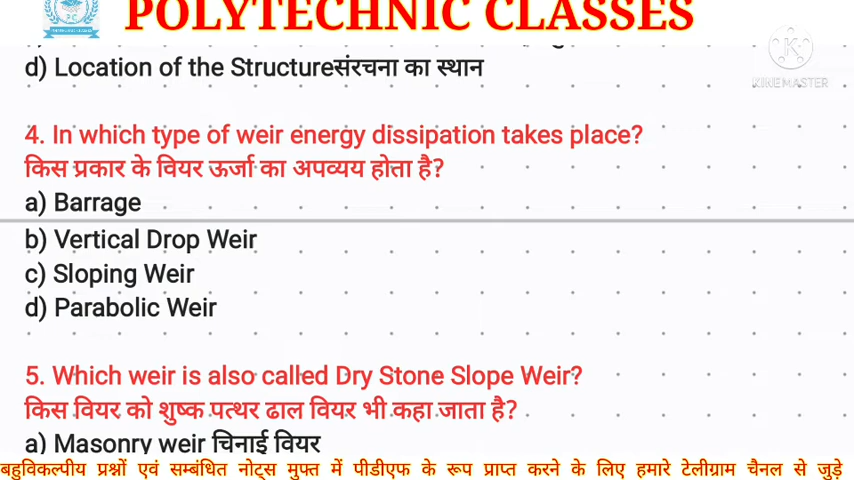 POLYTECHNIC CLASSES
d) Location of the Structureसंरचना का स्थान
KINEMASTER
4. In which type of weir energy dissipation takes place?
किस प्रकार के वियर ऊर्जा का अपव्यय होता है?
a) Barrage
b) Vertical Drop Weir
c) Sloping Weir
d) Parabolic Weir
5. Which weir is also called Dry Stone Slope Weir?
किस वियर को शुष्क पत्थर ढाल वियर भी कहा जाता है?
a) Masonry weir चिनाई वियर
बहुविकल्पीय प्रश्नों एवं सम्बंधित नोट्स मुफ्त में पीडीएफ के रूप प्राप्त करने के लिए हमारे टेलीग्राम चैनल से जुड़े